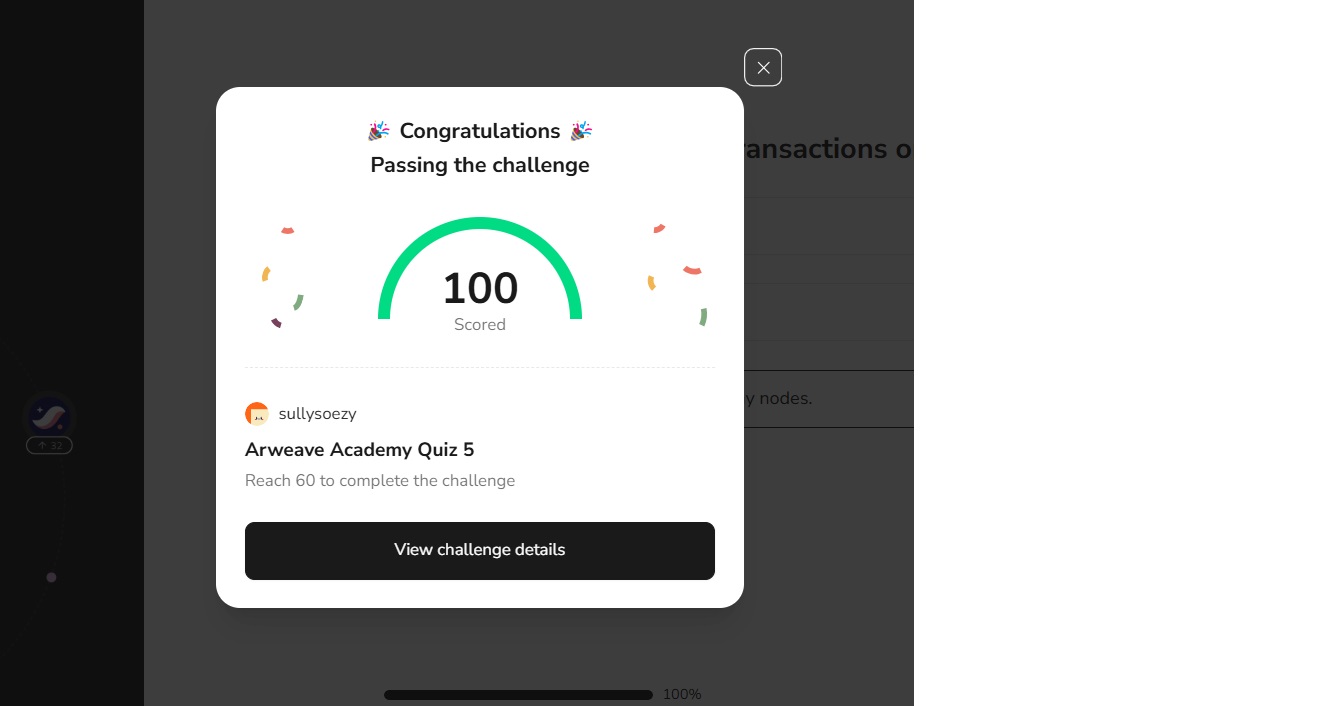 Congratulations
Passing the challenge
ansactions o
100
Scored
y nodes.
sullysoezy
32
Arweave Academy Quiz 5
Reach 60 to complete the challenge
View challenge details
100%